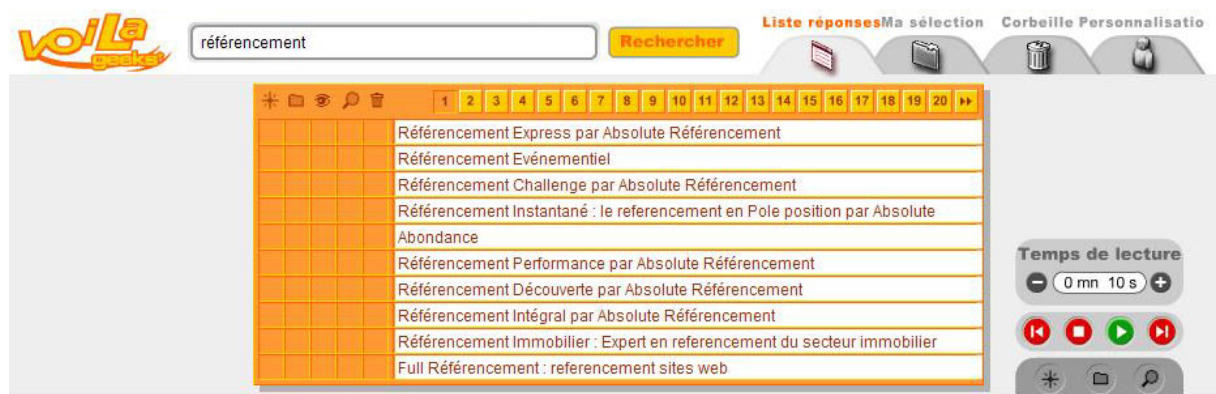 Voila
geeks
référencement
Rechercher
Liste réponses Ma sélection Corbeille Personnalisatio
1 2 3 4 5 6 7 8 9 10 11 12 13 14 15 16 17 18 19 20
Référencement Express par Absolute Référencement
Référencement Evénementiel
Référencement Challenge par Absolute Référencement
Référencement Instantané : le referencement en Pole position par Absolute
Abondance
Référencement Performance par Absolute Référencement
Référencement Découverte par Absolute Référencement
Référencement Intégral par Absolute Référencement
Référencement Immobilier : Expert en referencement du secteur immobilier
Full Référencement : referencement sites web
Temps de lecture
0 mn 10 s